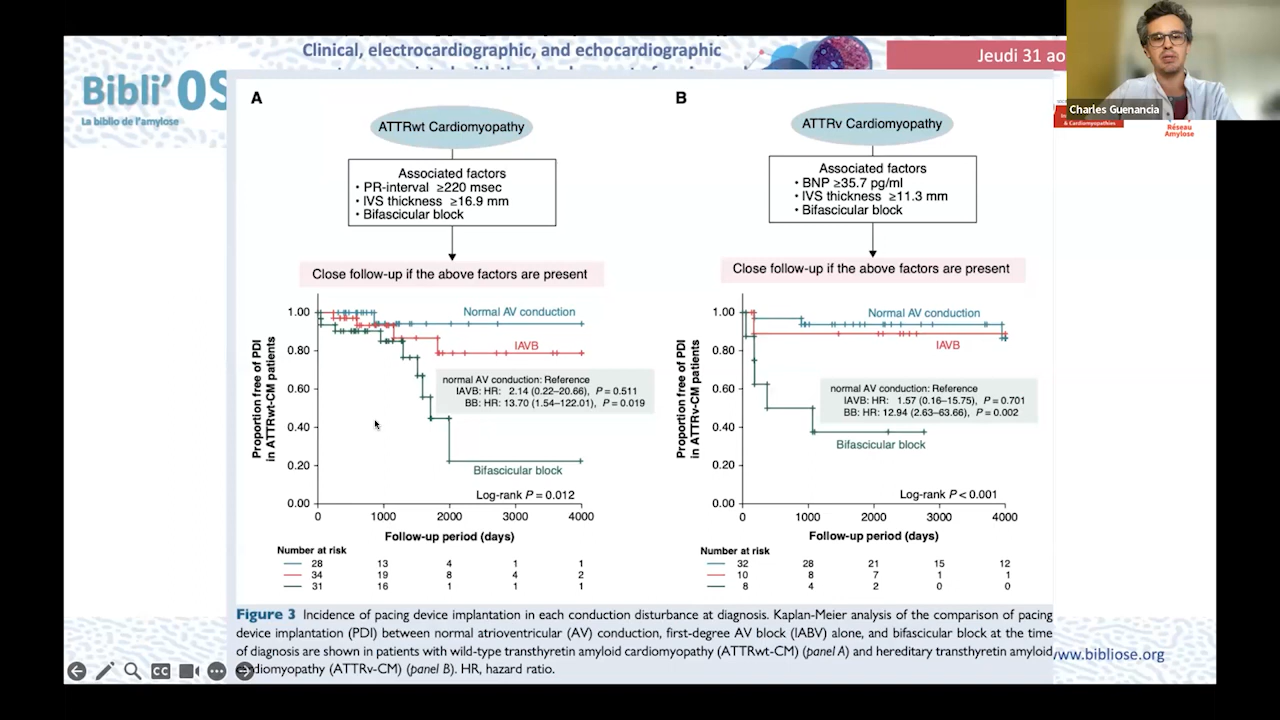 Clinical, electrocardiographic, and echocardiographic
Jeudi 31 ao
Bibli'OS
La biblio de l'amylose
Charles Guenancia
& Cardiomyopathies
Réseau
Amylose
A
ATTRwt Cardiomyopathy
Associated factors
• PR-interval ≥220 msec
• IVS thickness ≥16.9 mm
• Bifascicular block
Close follow-up if the above factors are present
Proportion free of PDI
in ATTRwt-CM patients
1.00
0.80
0.60
0.40
0.20
0.00
Normal AV conduction
IAVB
normal AV conduction: Reference
IAVB: HR: 2.14 (0.22–20.66), P = 0.511
BB: HR: 13.70 (1.54–122.01), P = 0.019
Bifascicular block
Log-rank P = 0.012
0 1000 2000 3000 4000
Follow-up period (days)
Number at risk
28 13 4 1 1
34 19 8 4 2
31 16 1 1 1
B
ATTRv Cardiomyopathy
Associated factors
• BNP ≥35.7 pg/ml
• IVS thickness ≥11.3 mm
• Bifascicular block
Close follow-up if the above factors are present
Proportion free of PDI
in ATTRv-CM patients
1.00
0.80
0.60
0.40
0.20
0.00
Normal AV conduction
IAVB
normal AV conduction: Reference
IAVB: HR: 1.57 (0.16–15.75), P = 0.701
BB: HR: 12.94 (2.63–63.66), P = 0.002
Bifascicular block
Log-rank P < 0.001
0 1000 2000 3000 4000
Follow-up period (days)
Number at risk
32 28 21 15 12
10 8 7 1 1
8 4 2 0 0
Figure 3 Incidence of pacing device implantation in each conduction disturbance at diagnosis. Kaplan-Meier analysis of the comparison of pacing
device implantation (PDI) between normal atrioventricular (AV) conduction, first-degree AV block (IABV) alone, and bifascicular block at the time
of diagnosis are shown in patients with wild-type transthyretin amyloid cardiomyopathy (ATTRwt-CM) (panel A) and hereditary transthyretin amyloid
cardiomyopathy (ATTRv-CM) (panel B). HR, hazard ratio.
www.bibliose.org
CC